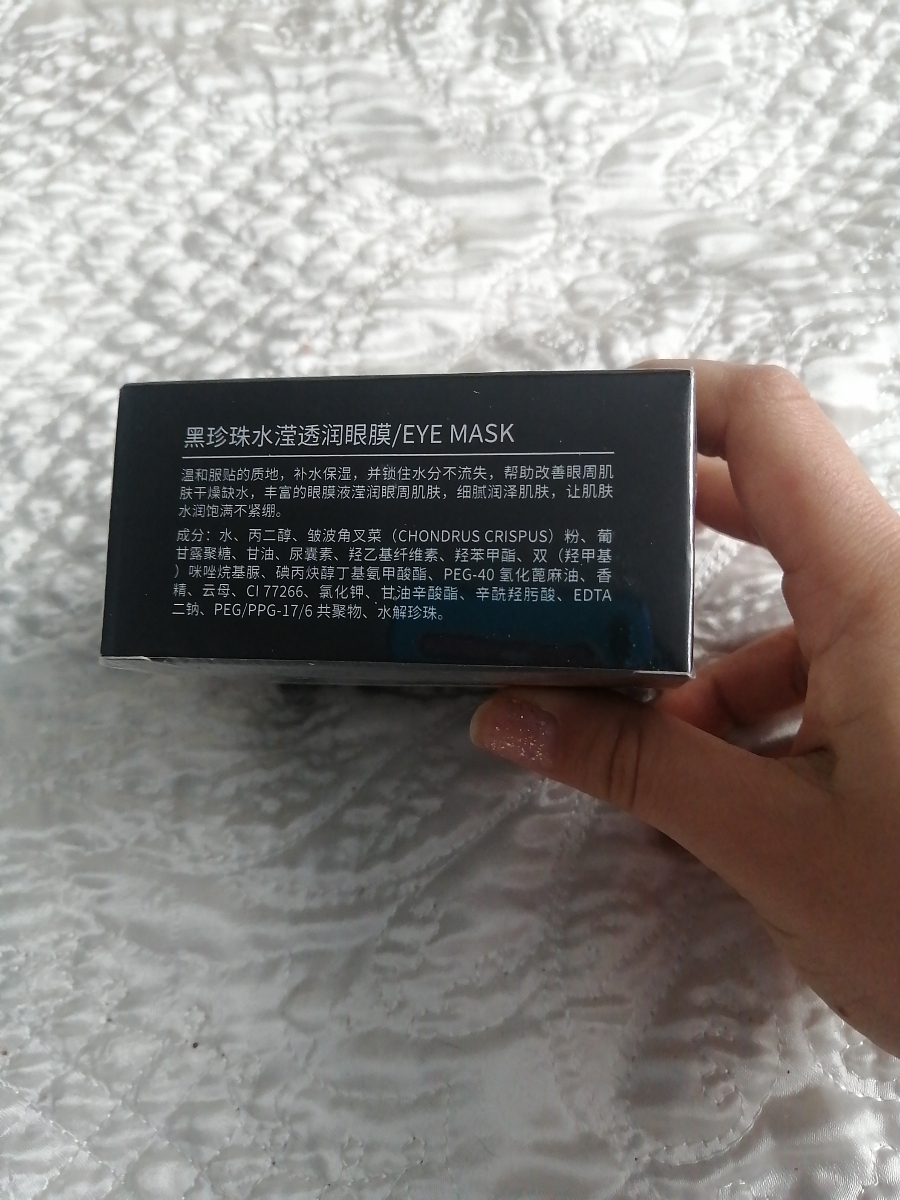 黑珍珠水滢透润眼膜/EYE MASK
温和服贴的质地，补水保湿，并锁住水分不流失，帮助改善眼周肌
肤干燥缺水，丰富的眼膜液滢润眼周肌肤，细腻润泽肌肤，让肌肤
水润饱满不紧绷。
成分：水、丙二醇、皱波角叉菜（CHONDRUS CRISPUS）粉、葡
甘露聚糖、甘油、尿囊素、羟乙基纤维素、羟苯甲酯、双（羟甲基
）咪唑烷基脲、碘丙炔醇丁基氨甲酸酯、PEG-40 氢化蓖麻油、香
精、云母、CI 77266、氯化钾、甘油辛酸酯、辛酰羟肟酸、EDTA
二钠、PEG/PPG-17/6 共聚物、水解珍珠。